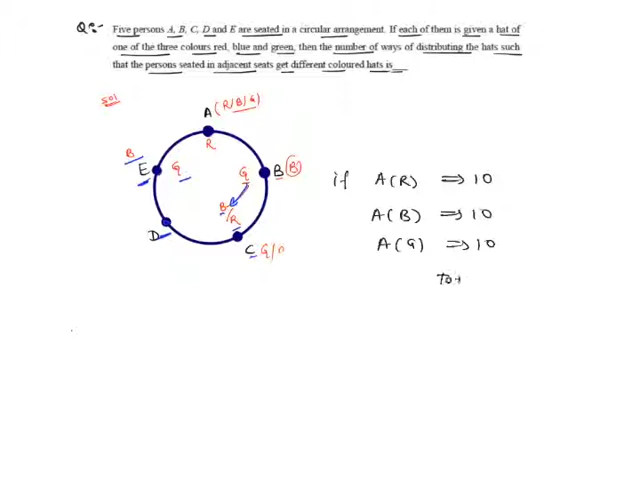 Q:- Five persons A, B, C, D and E are seated in a circular arrangement. If each of them is given a hat of
one of the three colours red, blue and green, then the number of ways of distributing the hats such
that the persons seated in adjacent seats get different coloured hats is
sol
A (R/B/G)
R
B
E
G
G
B
B
B/R
D
C G/
if A(R) ⇒ 10
A(B) ⇒ 10
A(G) ⇒ 10
Tot